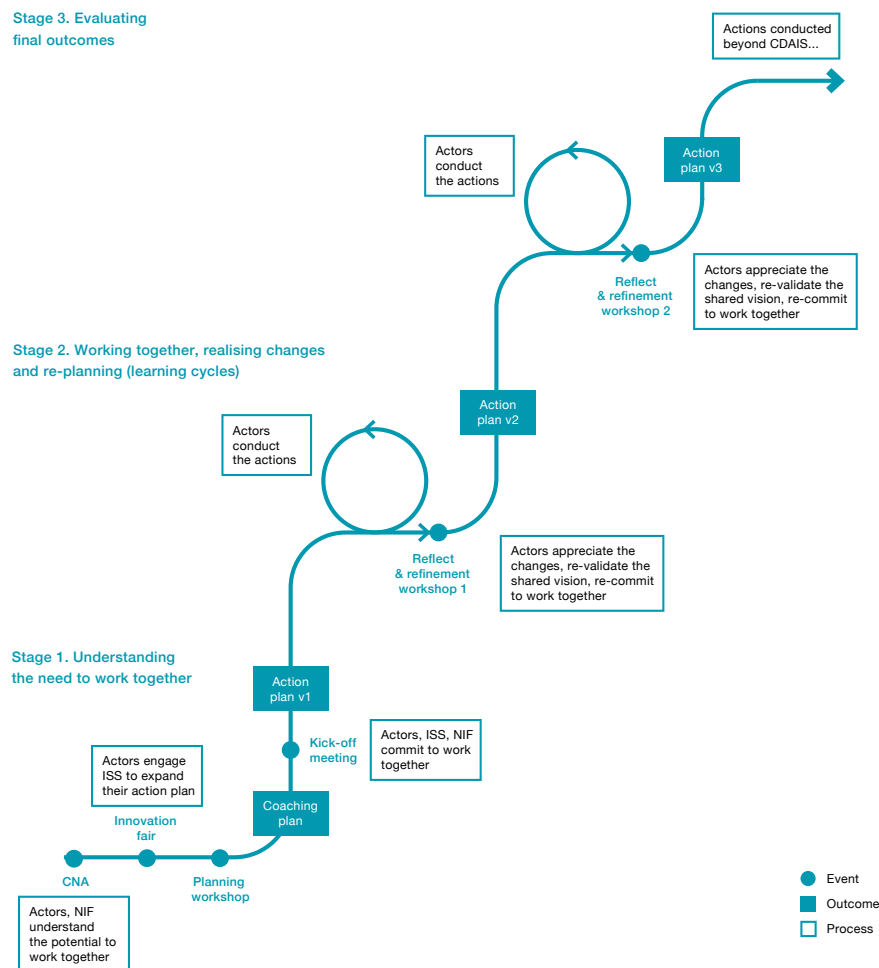 Stage 3. Evaluating
final outcomes
Actions conducted
beyond CDAIS...
Actors
conduct
the actions
Action
plan v3
Reflect
& refinement
workshop 2
Actors appreciate the
changes, re-validate the
shared vision, re-commit
to work together
Stage 2. Working together, realising changes
and re-planning (learning cycles)
Action
plan v2
Actors
conduct
the actions
Reflect
& refinement
workshop 1
Actors appreciate the
changes, re-validate the
shared vision, re-commit
to work together
Stage 1. Understanding
the need to work together
Action
plan v1
Kick-off
meeting
Actors, ISS, NIF
commit to work
together
Actors engage
ISS to expand
their action plan
Coaching
plan
Innovation
fair
CNA
Planning
workshop
Actors, NIF
understand
the potential to
work together
Event
Outcome
Process